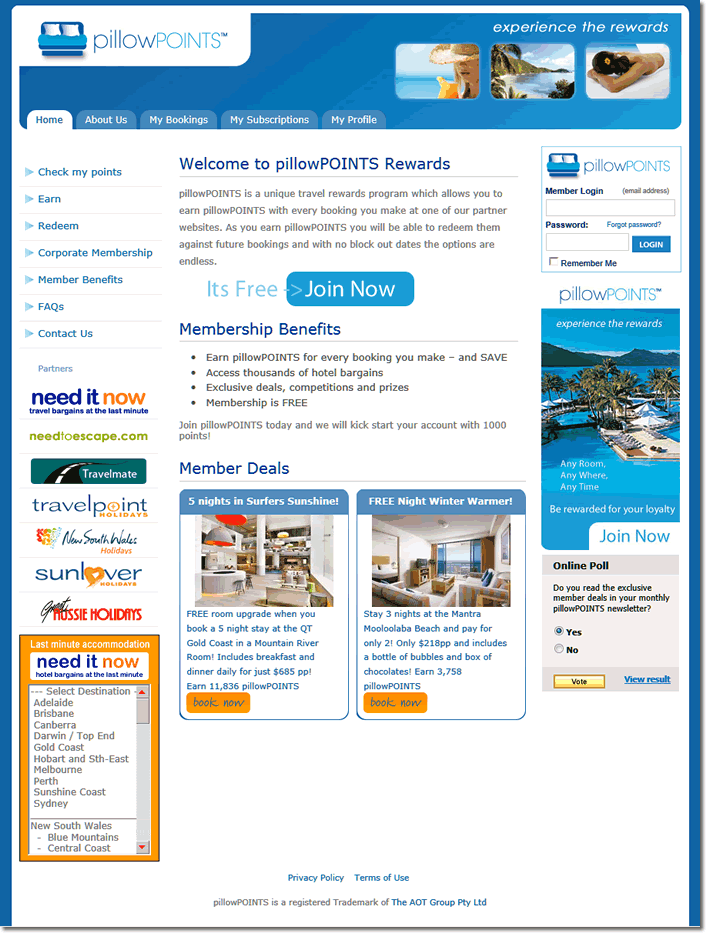 pillowPOINTS™
experience the rewards
Home
About Us
My Bookings
My Subscriptions
My Profile
Check my points
Earn
Redeem
Corporate Membership
Member Benefits
FAQs
Contact Us
Partners
need it now
travel bargains at the last minute
needtoescape.com
Travelmate
travelpoint
HOLIDAYS
New South Wales
Holidays
sunlover
HOLIDAYS
Great
AUSSIE HOLIDAYS
Last minute accommodation
need it now
hotel bargains at the last minute
--- Select Destination -
Adelaide
Brisbane
Canberra
Darwin / Top End
Gold Coast
Hobart and Sth-East
Melbourne
Perth
Sunshine Coast
Sydney
New South Wales
- Blue Mountains
- Central Coast
Welcome to pillowPOINTS Rewards
pillowPOINTS is a unique travel rewards program which allows you to
earn pillowPOINTS with every booking you make at one of our partner
websites. As you earn pillowPOINTS you will be able to redeem them
against future bookings and with no block out dates the options are
endless.
Its Free -> Join Now
Membership Benefits
• Earn pillowPOINTS for every booking you make – and SAVE
• Access thousands of hotel bargains
• Exclusive deals, competitions and prizes
• Membership is FREE
Join pillowPOINTS today and we will kick start your account with 1000
points!
Member Deals
5 nights in Surfers Sunshine!
FREE room upgrade when you
book a 5 night stay at the QT
Gold Coast in a Mountain River
Room! Includes breakfast and
dinner daily for just $685 pp!
Earn 11,836 pillowPOINTS
book now
FREE Night Winter Warmer!
Stay 3 nights at the Mantra
Mooloolaba Beach and pay for
only 2! Only $218pp and includes
a bottle of bubbles and box of
chocolates! Earn 3,758
pillowPOINTS
book now
pillowPOINTS
Member Login (email address)
Password: Forgot password?
LOGIN
Remember Me
pillowPOINTS™
experience the rewards
Any Room,
Any Where,
Any Time
Be rewarded for your loyalty
Join Now
Online Poll
Do you read the exclusive
member deals in your monthly
pillowPOINTS newsletter?
Yes
No
Vote
View result
Privacy Policy Terms of Use
pillowPOINTS is a registered Trademark of The AOT Group Pty Ltd